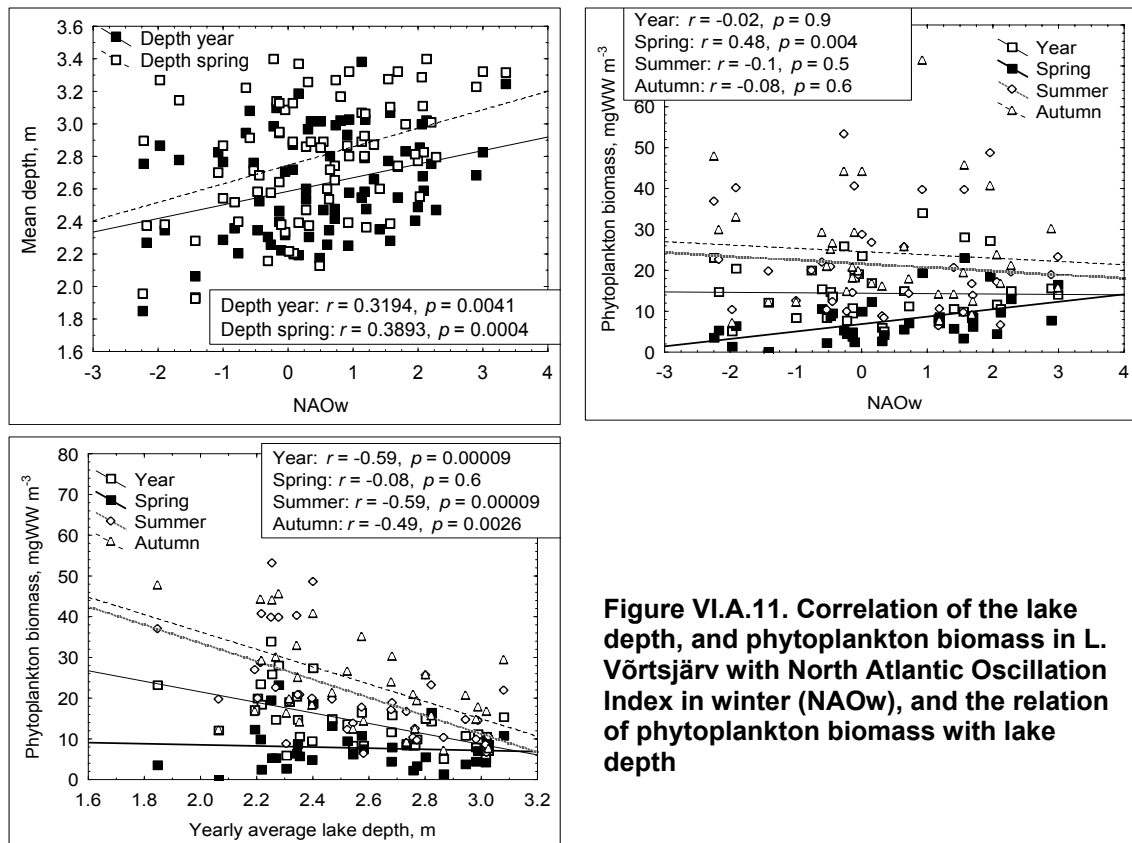 3.6
3.4
3.2
3.0
2.8
2.6
2.4
2.2
2.0
1.8
1.6
Mean depth, m
Depth year
Depth spring
Depth year: r = 0.3194, p = 0.0041
Depth spring: r = 0.3893, p = 0.0004
-3 -2 -1 0 1 2 3 4
NAOw
Year: r = -0.02, p = 0.9
Spring: r = 0.48, p = 0.004
Summer: r = -0.1, p = 0.5
Autumn: r = -0.08, p = 0.6
Year
Spring
Summer
Autumn
60
50
40
30
20
10
0
Phytoplankton biomass, mgWW m-3
-3 -2 -1 0 1 2 3 4
NAOw
80
70
60
50
40
30
20
10
0
Phytoplankton biomass, mgWW m-3
Year
Spring
Summer
Autumn
Year: r = -0.59, p = 0.00009
Spring: r = -0.08, p = 0.6
Summer: r = -0.59, p = 0.00009
Autumn: r = -0.49, p = 0.0026
1.6 1.8 2.0 2.2 2.4 2.6 2.8 3.0 3.2
Yearly average lake depth, m
Figure VI.A.11. Correlation of the lake
depth, and phytoplankton biomass in L.
Võrtsjärv with North Atlantic Oscillation
Index in winter (NAOw), and the relation
of phytoplankton biomass with lake
depth